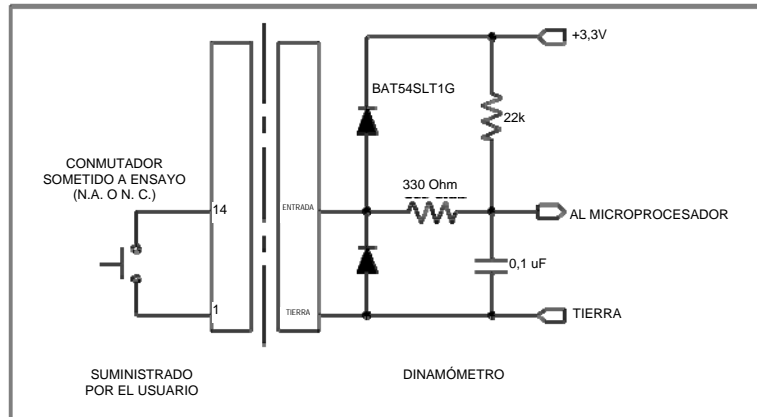 +3,3V
BAT54SLT1G
22k
CONMUTADOR
SOMETIDO A ENSAYO
(N.A. O N. C.)
330 Ohm
14
ENTRADA
AL MICROPROCESADOR
0,1 uF
1
TIERRA
TIERRA
SUMINISTRADO
POR EL USUARIO
DINAMÓMETRO